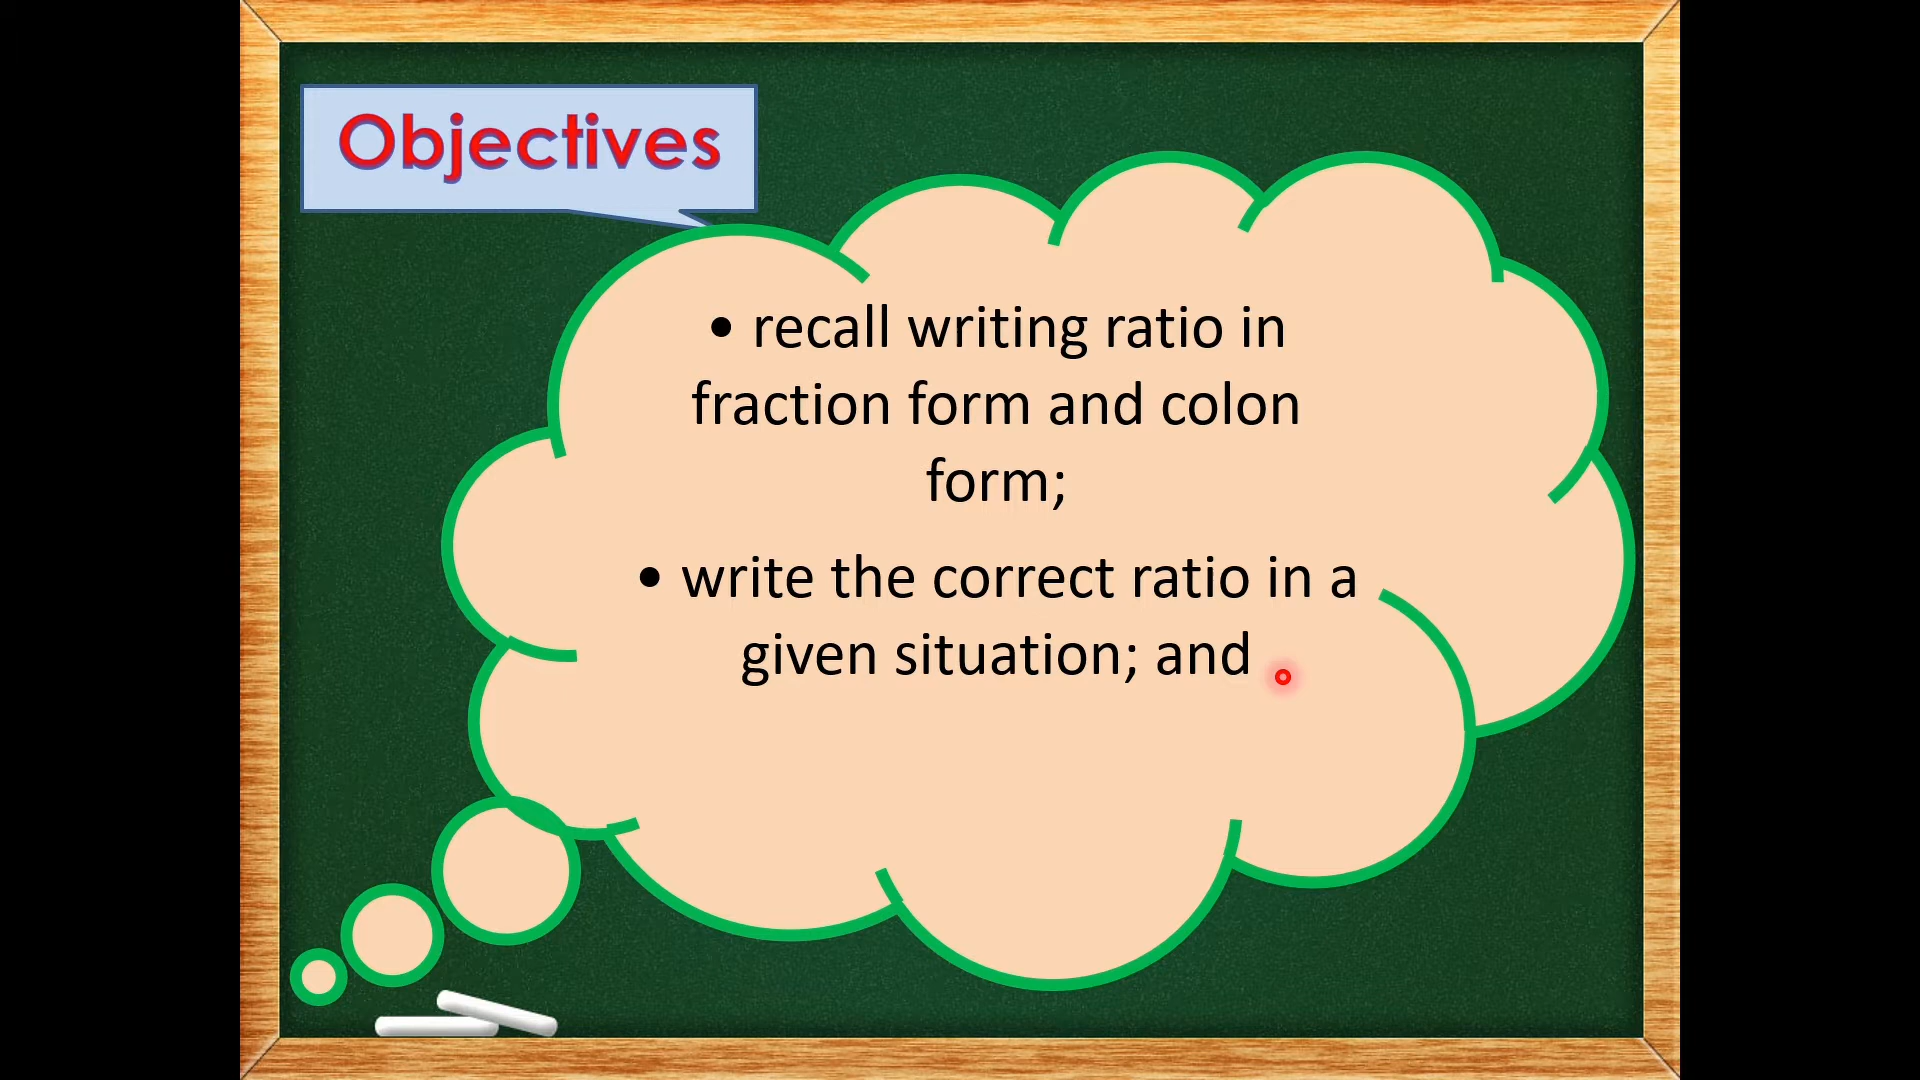 Objectives
• recall writing ratio in
fraction form and colon
form;
• write the correct ratio in a
given situation; and